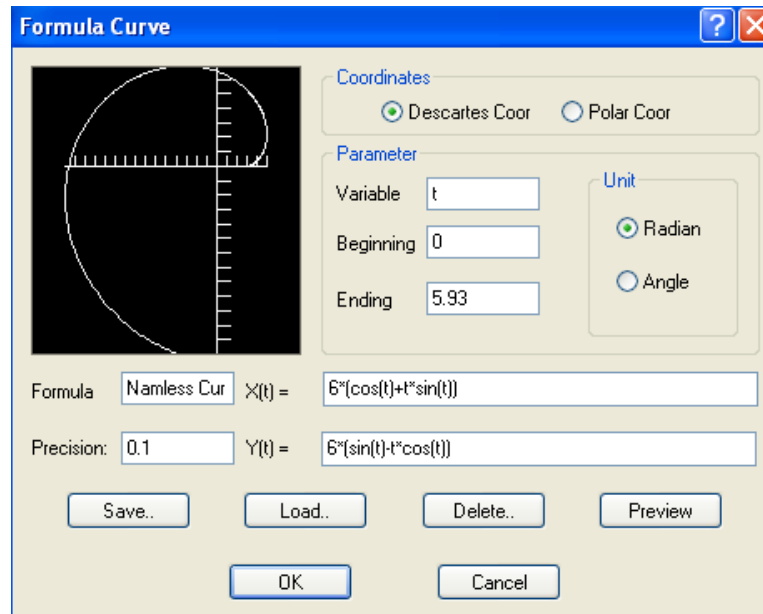 Formula Curve
Coordinates
Descartes Coor
Polar Coor
Parameter
Variable
t
Beginning
0
Ending
5.93
Unit
Radian
Angle
Formula
Namless Cur
X(t) =
6*(cos(t)+t*sin(t))
Precision:
0.1
Y(t) =
6*(sin(t)-t*cos(t))
Save..
Load..
Delete..
Preview
OK
Cancel